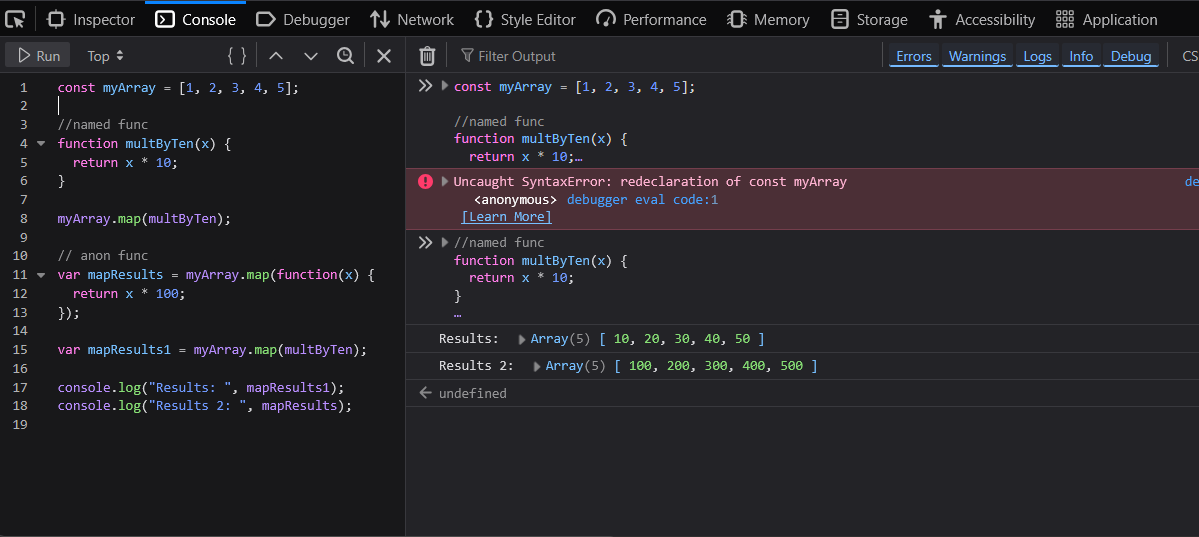 Inspector Console Debugger Network Style Editor Performance Memory Storage Accessibility Application
Run Top { }
Filter Output Errors Warnings Logs Info Debug CS
1 const myArray = [1, 2, 3, 4, 5];
2
3 //named func
4 function multByTen(x) {
5 return x * 10;
6 }
7
8 myArray.map(multByTen);
9
10 // anon func
11 var mapResults = myArray.map(function(x) {
12 return x * 100;
13 });
14
15 var mapResults1 = myArray.map(multByTen);
16
17 console.log("Results: ", mapResults1);
18 console.log("Results 2: ", mapResults);
19
const myArray = [1, 2, 3, 4, 5];
//named func
function multByTen(x) {
return x * 10;…
Uncaught SyntaxError: redeclaration of const myArray de
<anonymous> debugger eval code:1
[Learn More]
//named func
function multByTen(x) {
return x * 10;
}
…
Results: Array(5) [ 10, 20, 30, 40, 50 ]
Results 2: Array(5) [ 100, 200, 300, 400, 500 ]
undefined